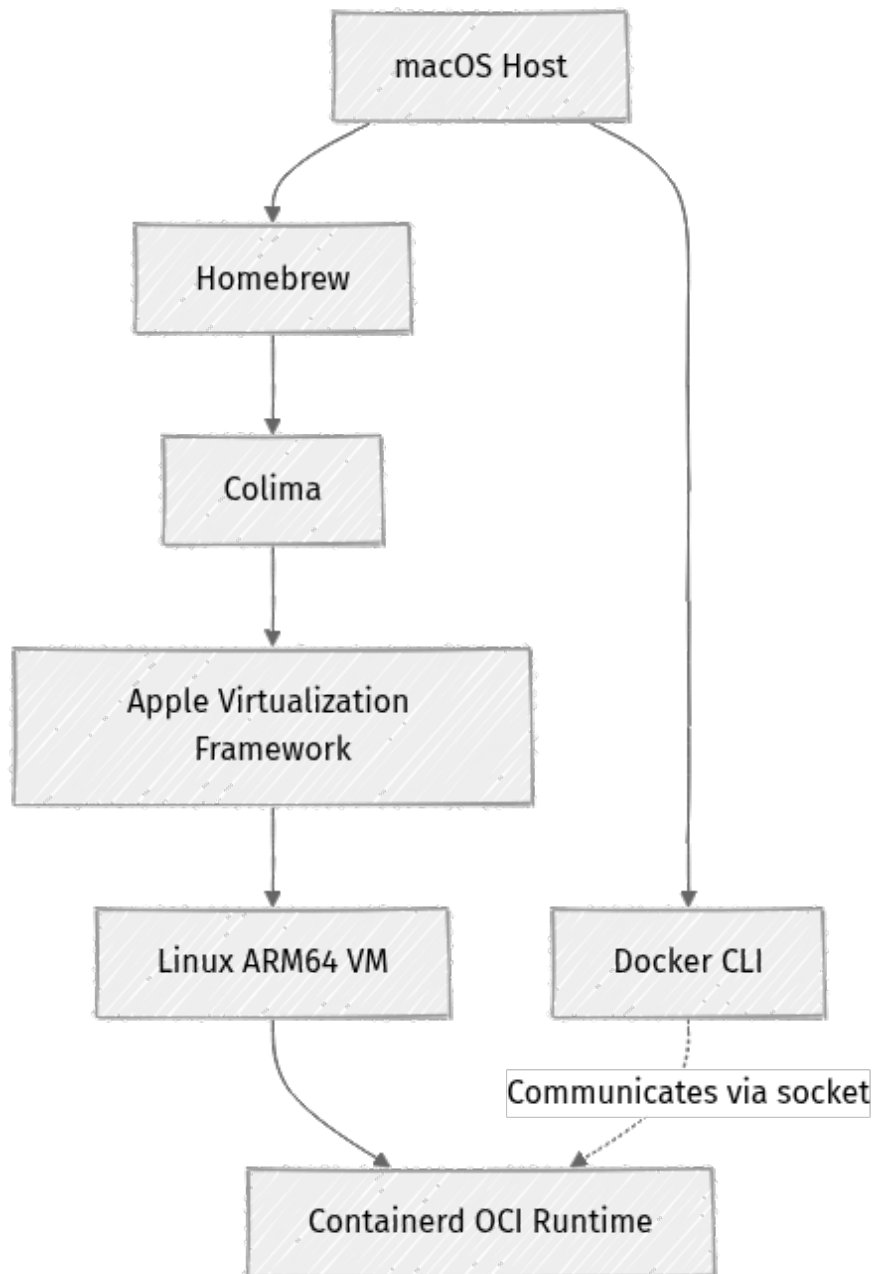 macOS Host
Homebrew
Colima
Apple Virtualization
Framework
Linux ARM64 VM
Docker CLI
Communicates via socket
Containerd OCI Runtime